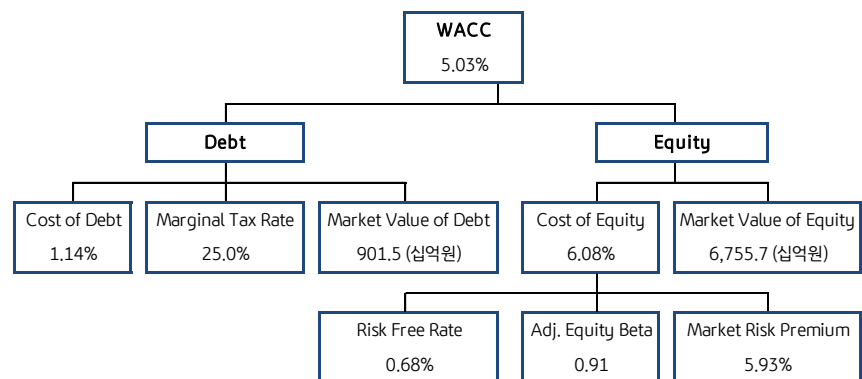 WACC
5.03%
Debt
Equity
Cost of Debt
1.14%
Marginal Tax Rate
25.0%
Market Value of Debt
901.5 (십억원)
Cost of Equity
6.08%
Market Value of Equity
6,755.7 (십억원)
Risk Free Rate
0.68%
Adj. Equity Beta
0.91
Market Risk Premium
5.93%